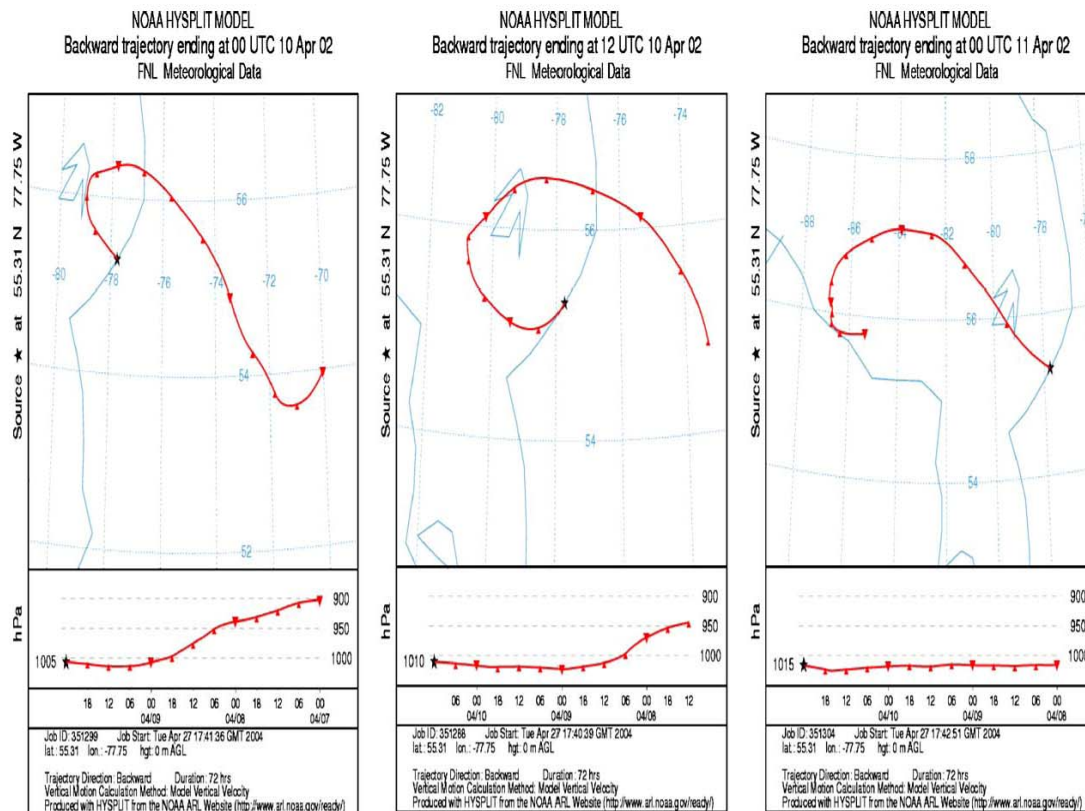 NOAA HYSPLIT MODEL
Backward trajectory ending at 00 UTC 10 Apr 02
FNL Meteorological Data
Source ★ at 55.31 N 77.75 W
-80
-78
-76
-74
-72
-70
56
54
52
hPa
1005
900
950
1000
18 12 06 00 18 12 06 00 18 12 06 00
04/09 04/08 04/07
Job ID: 351299 Job Start: Tue Apr 27 17:41:36 GMT 2004
lat.: 55.31 lon.: -77.75 hgt: 0 m AGL
Trajectory Direction: Backward Duration: 72 hrs
Vertical Motion Calculation Method: Model Vertical Velocity
Produced with HYSPLIT from the NOAA ARL Website (http://www.arl.noaa.gov/ready/)
NOAA HYSPLIT MODEL
Backward trajectory ending at 12 UTC 10 Apr 02
FNL Meteorological Data
Source ★ at 55.31 N 77.75 W
-82
-80
-78
-76
-74
56
54
hPa
1010
900
950
1000
06 00 18 12 06 00 18 12 06 00 18 12
04/10 04/09 04/08
Job ID: 351286 Job Start: Tue Apr 27 17:40:39 GMT 2004
lat.: 55.31 lon.: -77.75 hgt: 0 m AGL
Trajectory Direction: Backward Duration: 72 hrs
Vertical Motion Calculation Method: Model Vertical Velocity
Produced with HYSPLIT from the NOAA ARL Website (http://www.arl.noaa.gov/ready/)
NOAA HYSPLIT MODEL
Backward trajectory ending at 00 UTC 11 Apr 02
FNL Meteorological Data
Source ★ at 55.31 N 77.75 W
58
-88
-86
-84
-82
-80
-78
56
54
hPa
1015
900
950
1000
18 12 06 00 18 12 06 00 18 12 06 00
04/10 04/09 04/08
Job ID: 351304 Job Start: Tue Apr 27 17:42:51 GMT 2004
lat.: 55.31 lon.: -77.75 hgt: 0 m AGL
Trajectory Direction: Backward Duration: 72 hrs
Vertical Motion Calculation Method: Model Vertical Velocity
Produced with HYSPLIT from the NOAA ARL Website (http://www.arl.noaa.gov/ready/)